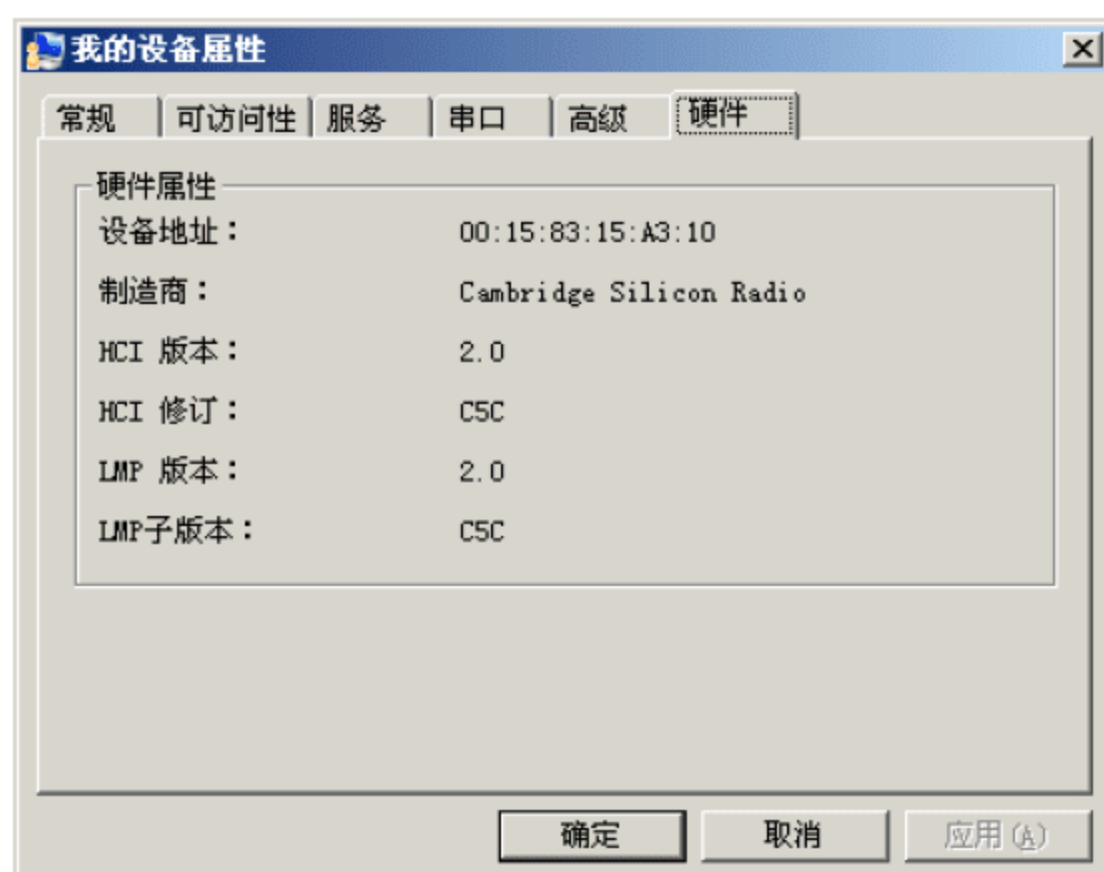 我的设备属性
常规 可访问性 服务 串口 高级 硬件
硬件属性
设备地址： 00:15:83:15:A3:10
制造商： Cambridge Silicon Radio
HCI 版本： 2.0
HCI 修订： C5C
LMP 版本： 2.0
LMP子版本： C5C
确定 取消 应用(A)